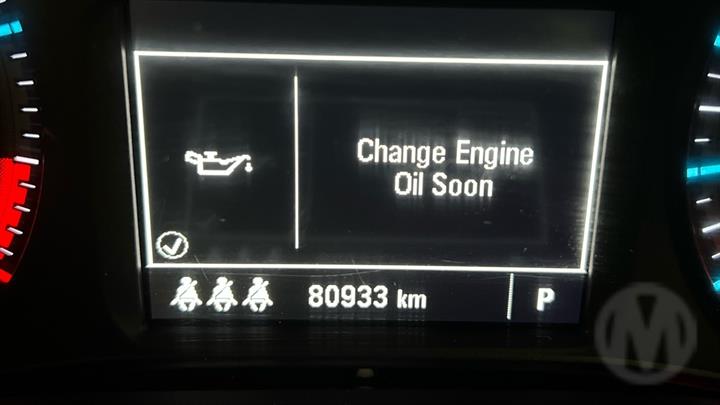 Change Engine
Oil Soon
80933 km
P
M